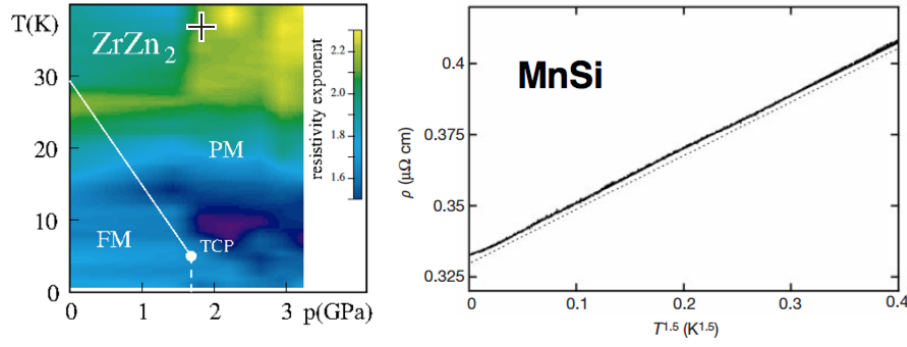 T(K)
ZrZn₂
30
20
10
0
PM
FM
TCP
0
1
2
3
p(GPa)
resistivity exponent
2.2
2.0
1.8
1.6
MnSi
ρ (μΩ cm)
0.4
0.375
0.35
0.325
0
0.1
0.2
0.3
0.4
T^1.5 (K^1.5)